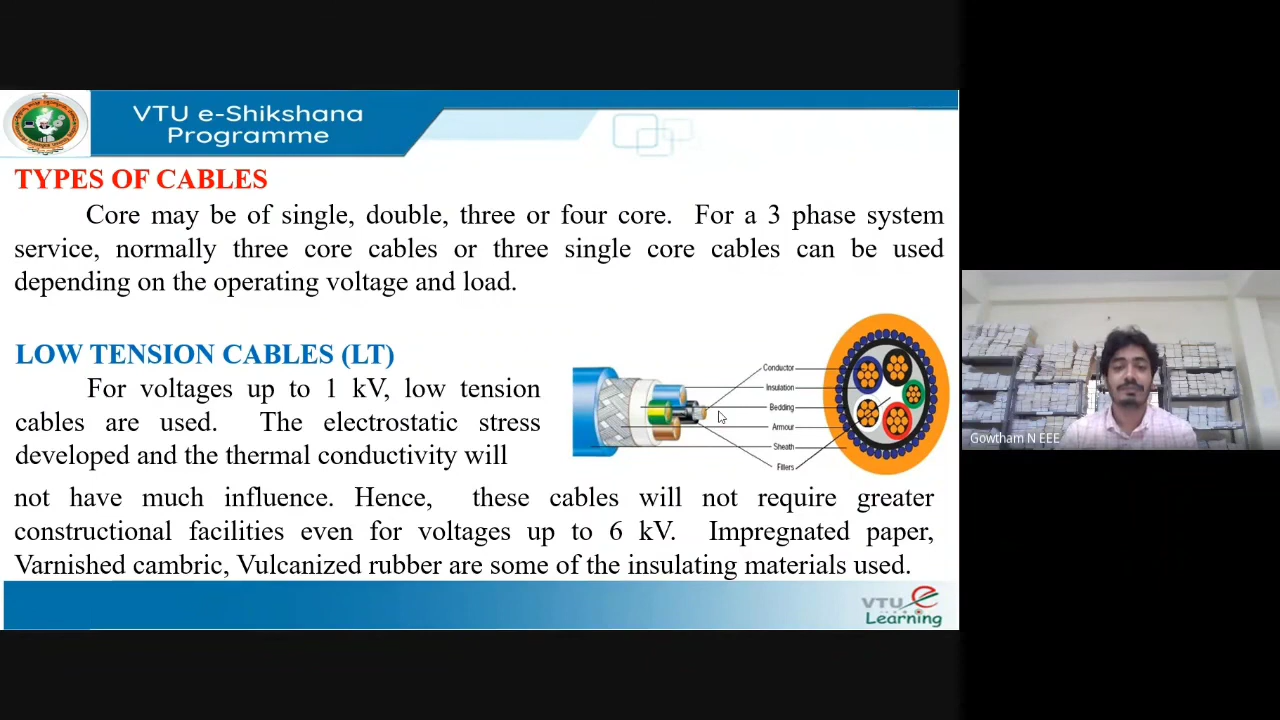 VTU e-Shikshana
Programme
TYPES OF CABLES
Core may be of single, double, three or four core. For a 3 phase system
service, normally three core cables or three single core cables can be used
depending on the operating voltage and load.
LOW TENSION CABLES (LT)
For voltages up to 1 kV, low tension
cables are used. The electrostatic stress
developed and the thermal conductivity will
Conductor
Insulation
Bedding
Armour
Sheath
Fillers
not have much influence. Hence, these cables will not require greater
constructional facilities even for voltages up to 6 kV. Impregnated paper,
Varnished cambric, Vulcanized rubber are some of the insulating materials used.
VTU e
Learning
Gowtham N EEE